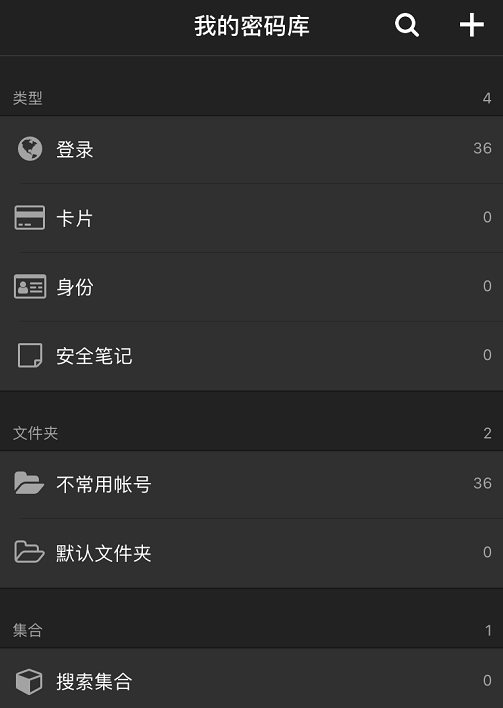 我的密码库
类型 4
登录 36
卡片 0
身份 0
安全笔记 0
文件夹 2
不常用帐号 36
默认文件夹 0
集合 1
搜索集合 0